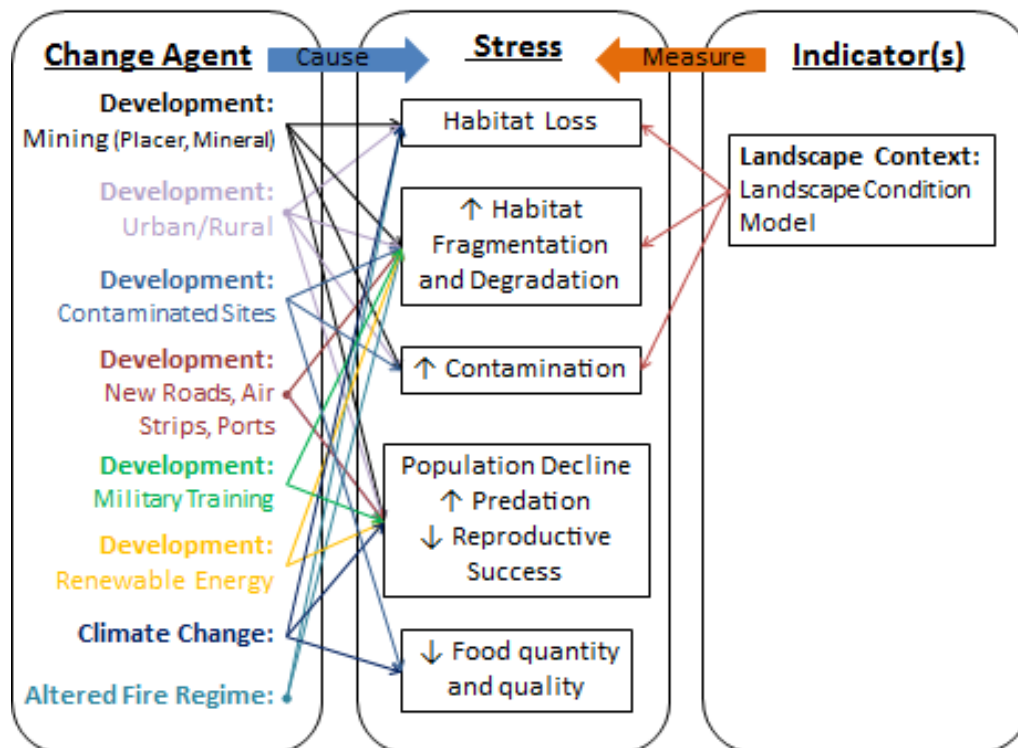 Change Agent
Cause
Stress
Measure
Indicator(s)
Development:
Mining (Placer, Mineral)
Development:
Urban/Rural
Development:
Contaminated Sites
Development:
New Roads, Air
Strips, Ports
Development:
Military Training
Development:
Renewable Energy
Climate Change:
Altered Fire Regime:
Habitat Loss
↑ Habitat
Fragmentation
and Degradation
↑ Contamination
Population Decline
↑ Predation
↓ Reproductive
Success
↓ Food quantity
and quality
Landscape Context:
Landscape Condition
Model